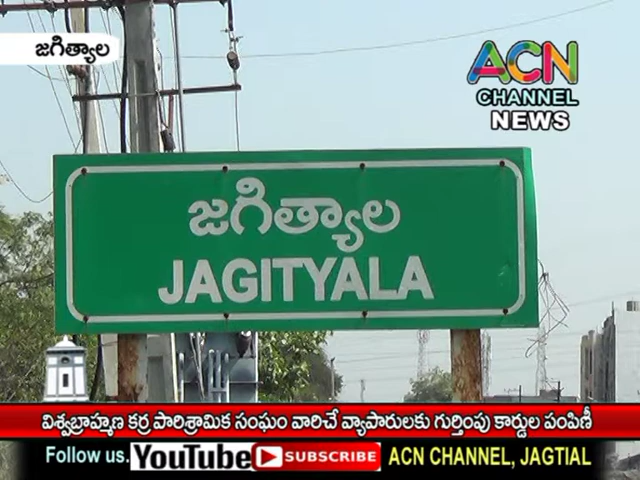 జగిత్యాల
ACN
CHANNEL
NEWS
జగిత్యాల
JAGITYALA
విశ్వబ్రాహ్మణ కర్ర పారిశ్రామిక సంఘం వారిచే వ్యాపారులకు గుర్తింపు కార్డుల పంపిణీ
Follow us. YouTube SUBSCRIBE ACN CHANNEL, JAGTIAL